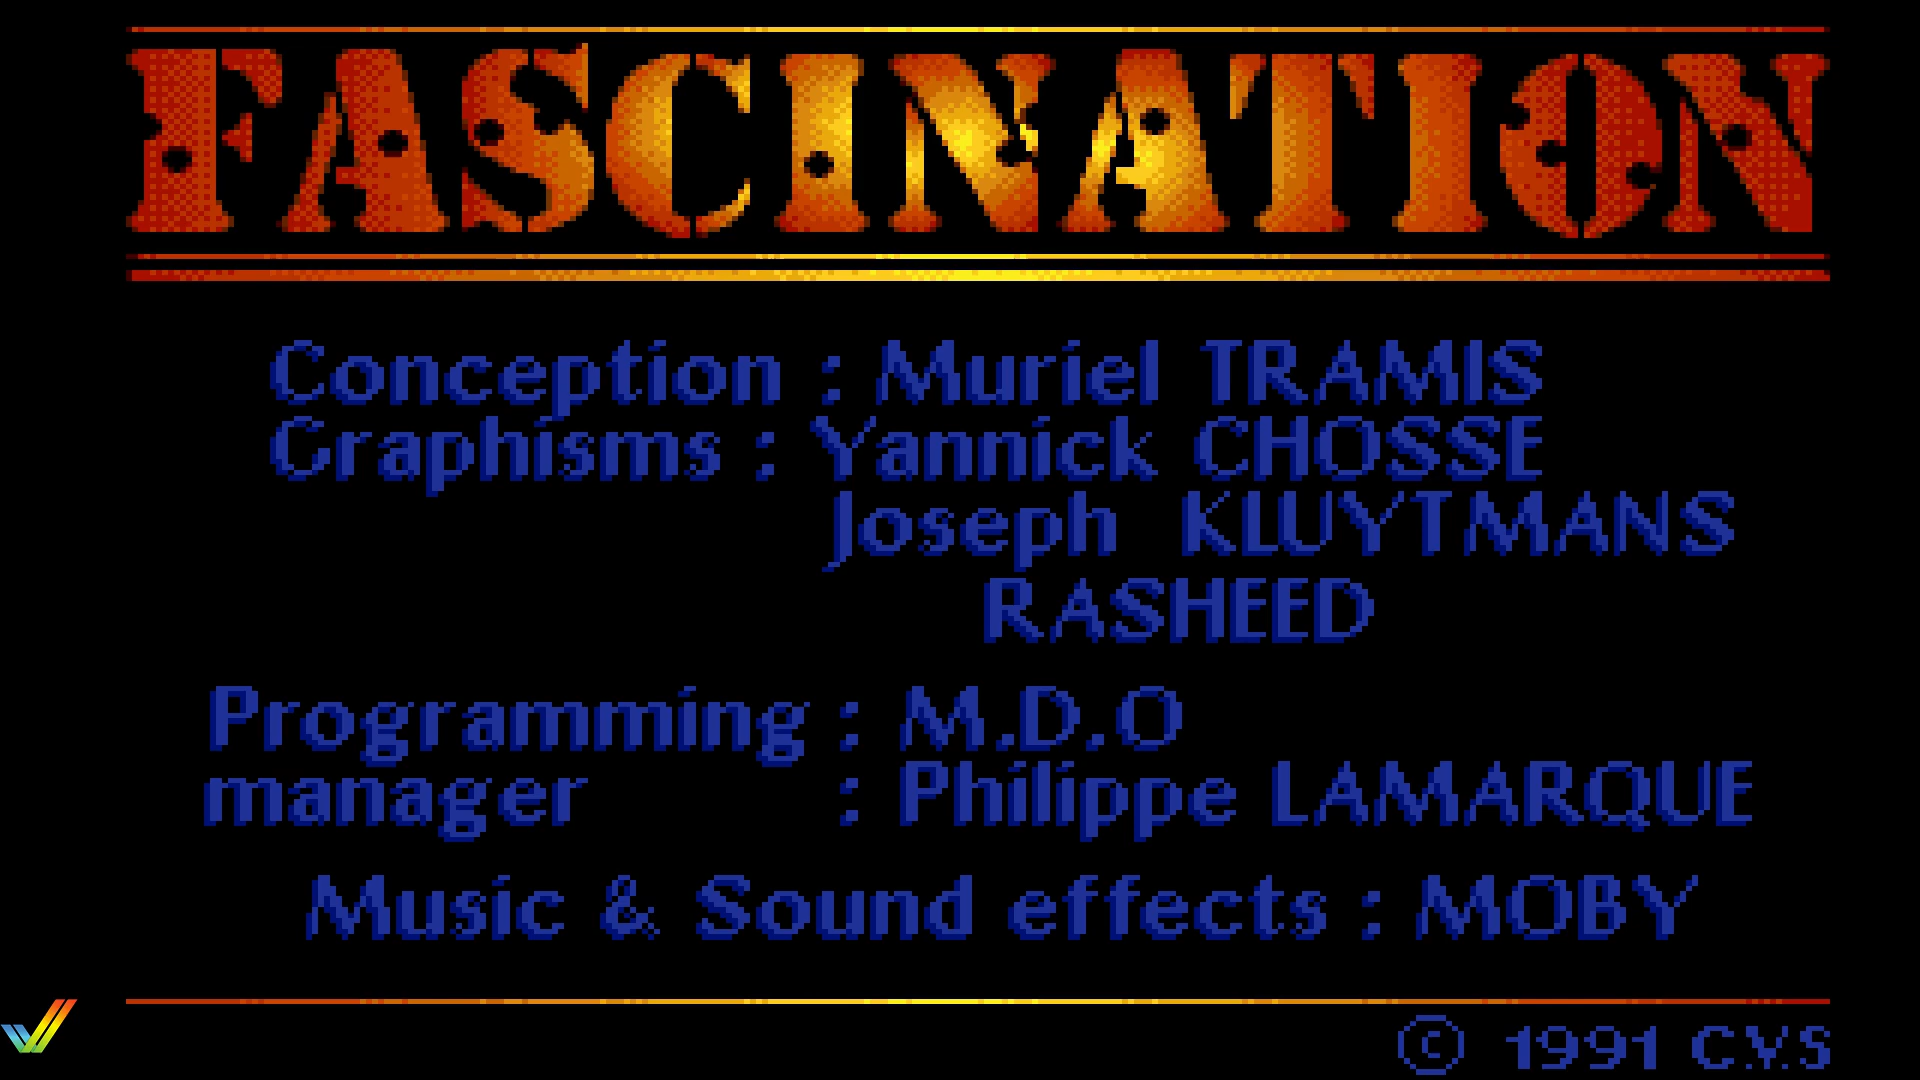 FASCINATION
Conception : Muriel TRAMIS
Graphisms : Yannick CHOSSE
Joseph KLUYTMANS
RASHEED
Programming : M.D.O
manager : Philippe LAMARQUE
Music & Sound effects : MOBY
© 1991 C.V.S